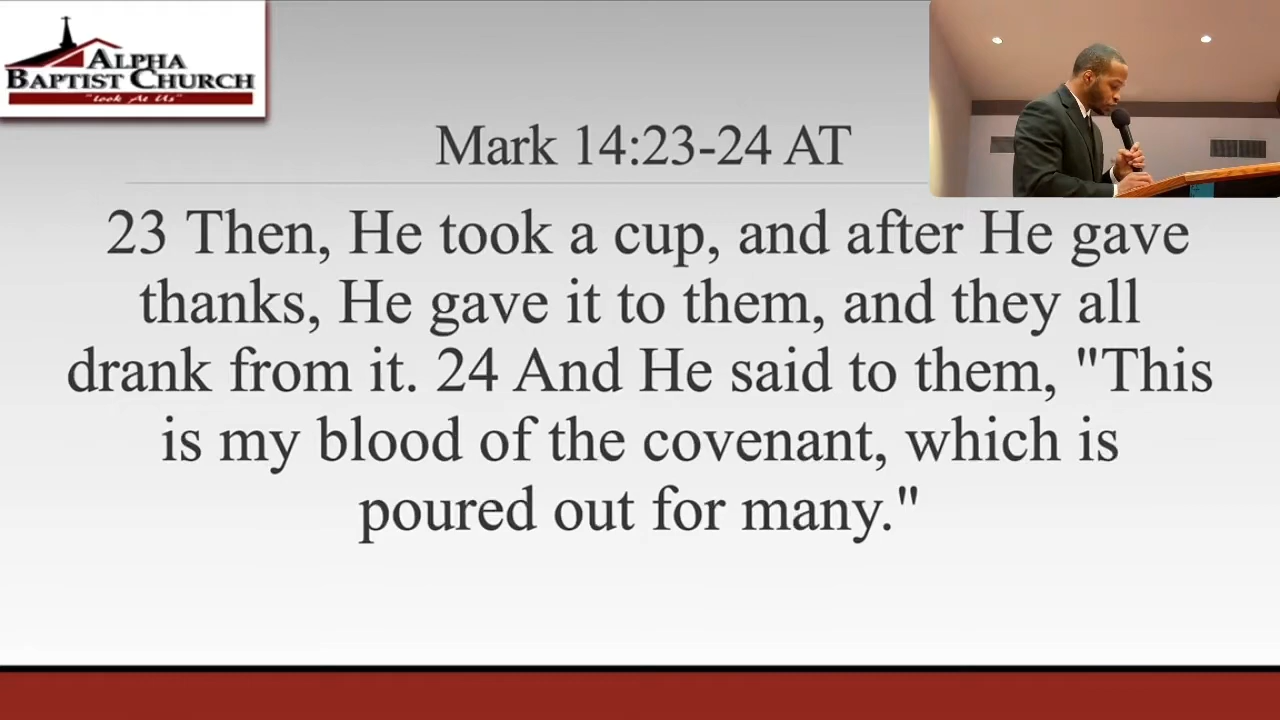 ALPHA
BAPTIST CHURCH
"Look At Us"
Mark 14:23-24 AT
23 Then, He took a cup, and after He gave
thanks, He gave it to them, and they all
drank from it. 24 And He said to them, "This
is my blood of the covenant, which is
poured out for many."